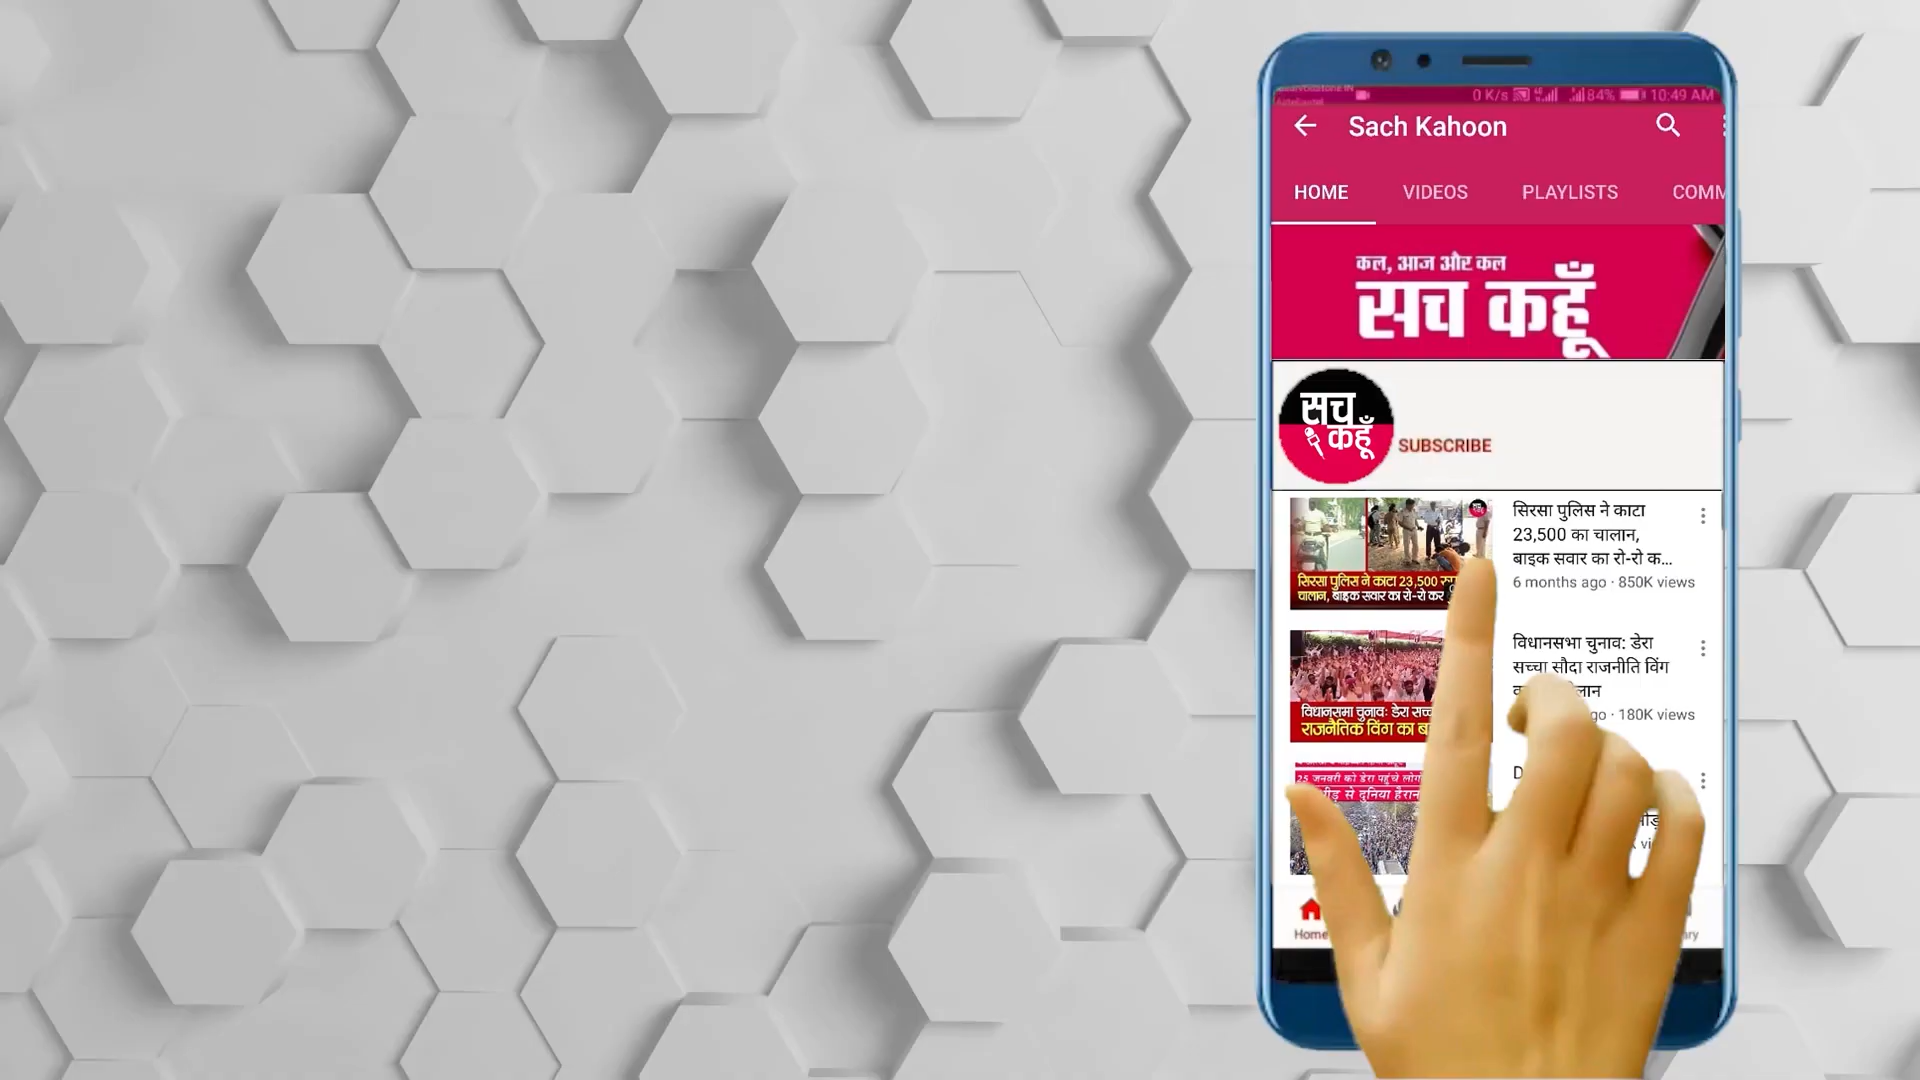 0 K/s 84% 10:49 AM
Sach Kahoon
HOME VIDEOS PLAYLISTS COMM
कल, आज और कल
सच कहूँ
सच
कहूँ
SUBSCRIBE
सिरसा पुलिस ने काटा 23,500
चालान, बाइक सवार का रो-रो कर
सिरसा पुलिस ने काटा
23,500 का चालान,
बाइक सवार का रो-रो क...
6 months ago · 850K views
विधानसभा चुनाव: डेरा
राजनैतिक विंग का
विधानसभा चुनाव: डेरा
सच्चा सौदा राजनीति विंग
180K views
25 जनवरी को डेरा पहुंचे
से दुनिया हैरान
Home